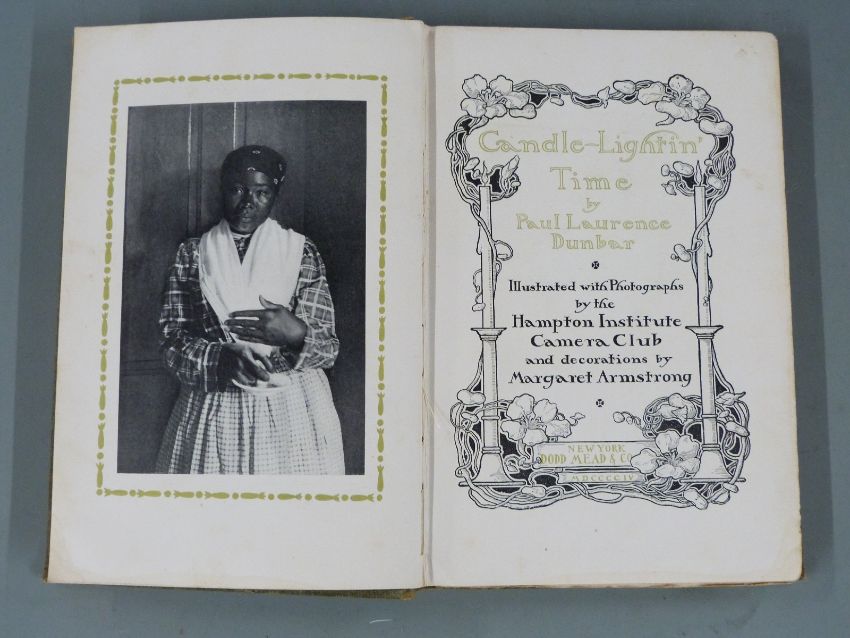 Candle-Lightin'
Time
by
Paul Laurence
Dunbar
Illustrated with Photographs
by the
Hampton Institute
Camera Club
and decorations by
Margaret Armstrong
NEW YORK
DODD MEAD & CO
MDCCCCIV